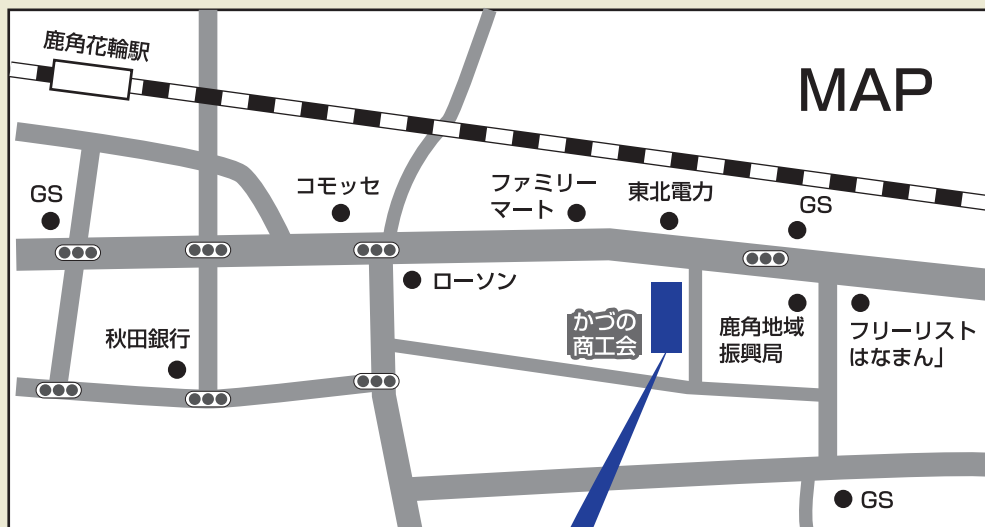 鹿角花輪駅
MAP
GS
コモッセ
ファミリー
マート
東北電力
GS
ローソン
かづの
商工会
鹿角地域
振興局
フリーリスト
はなまん」
秋田銀行
GS